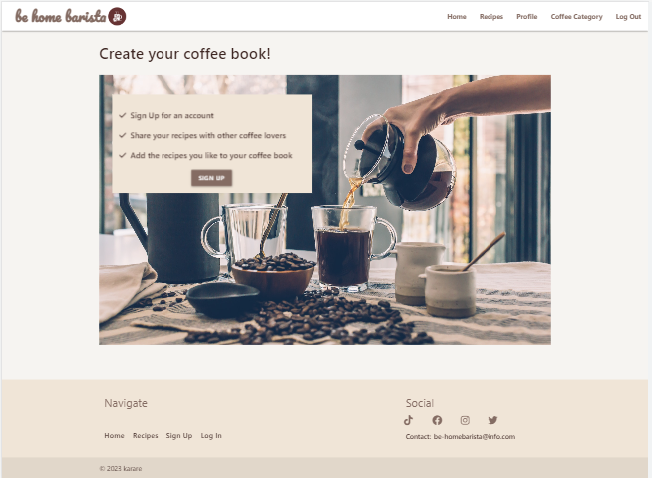 be home barista
Home Recipes Profile Coffee Category Log Out
Create your coffee book!
Sign Up for an account
Share your recipes with other coffee lovers
Add the recipes you like to your coffee book
SIGN UP
Navigate
Home Recipes Sign Up Log In
Social
Contact: be-homebarista@info.com
© 2023 karare